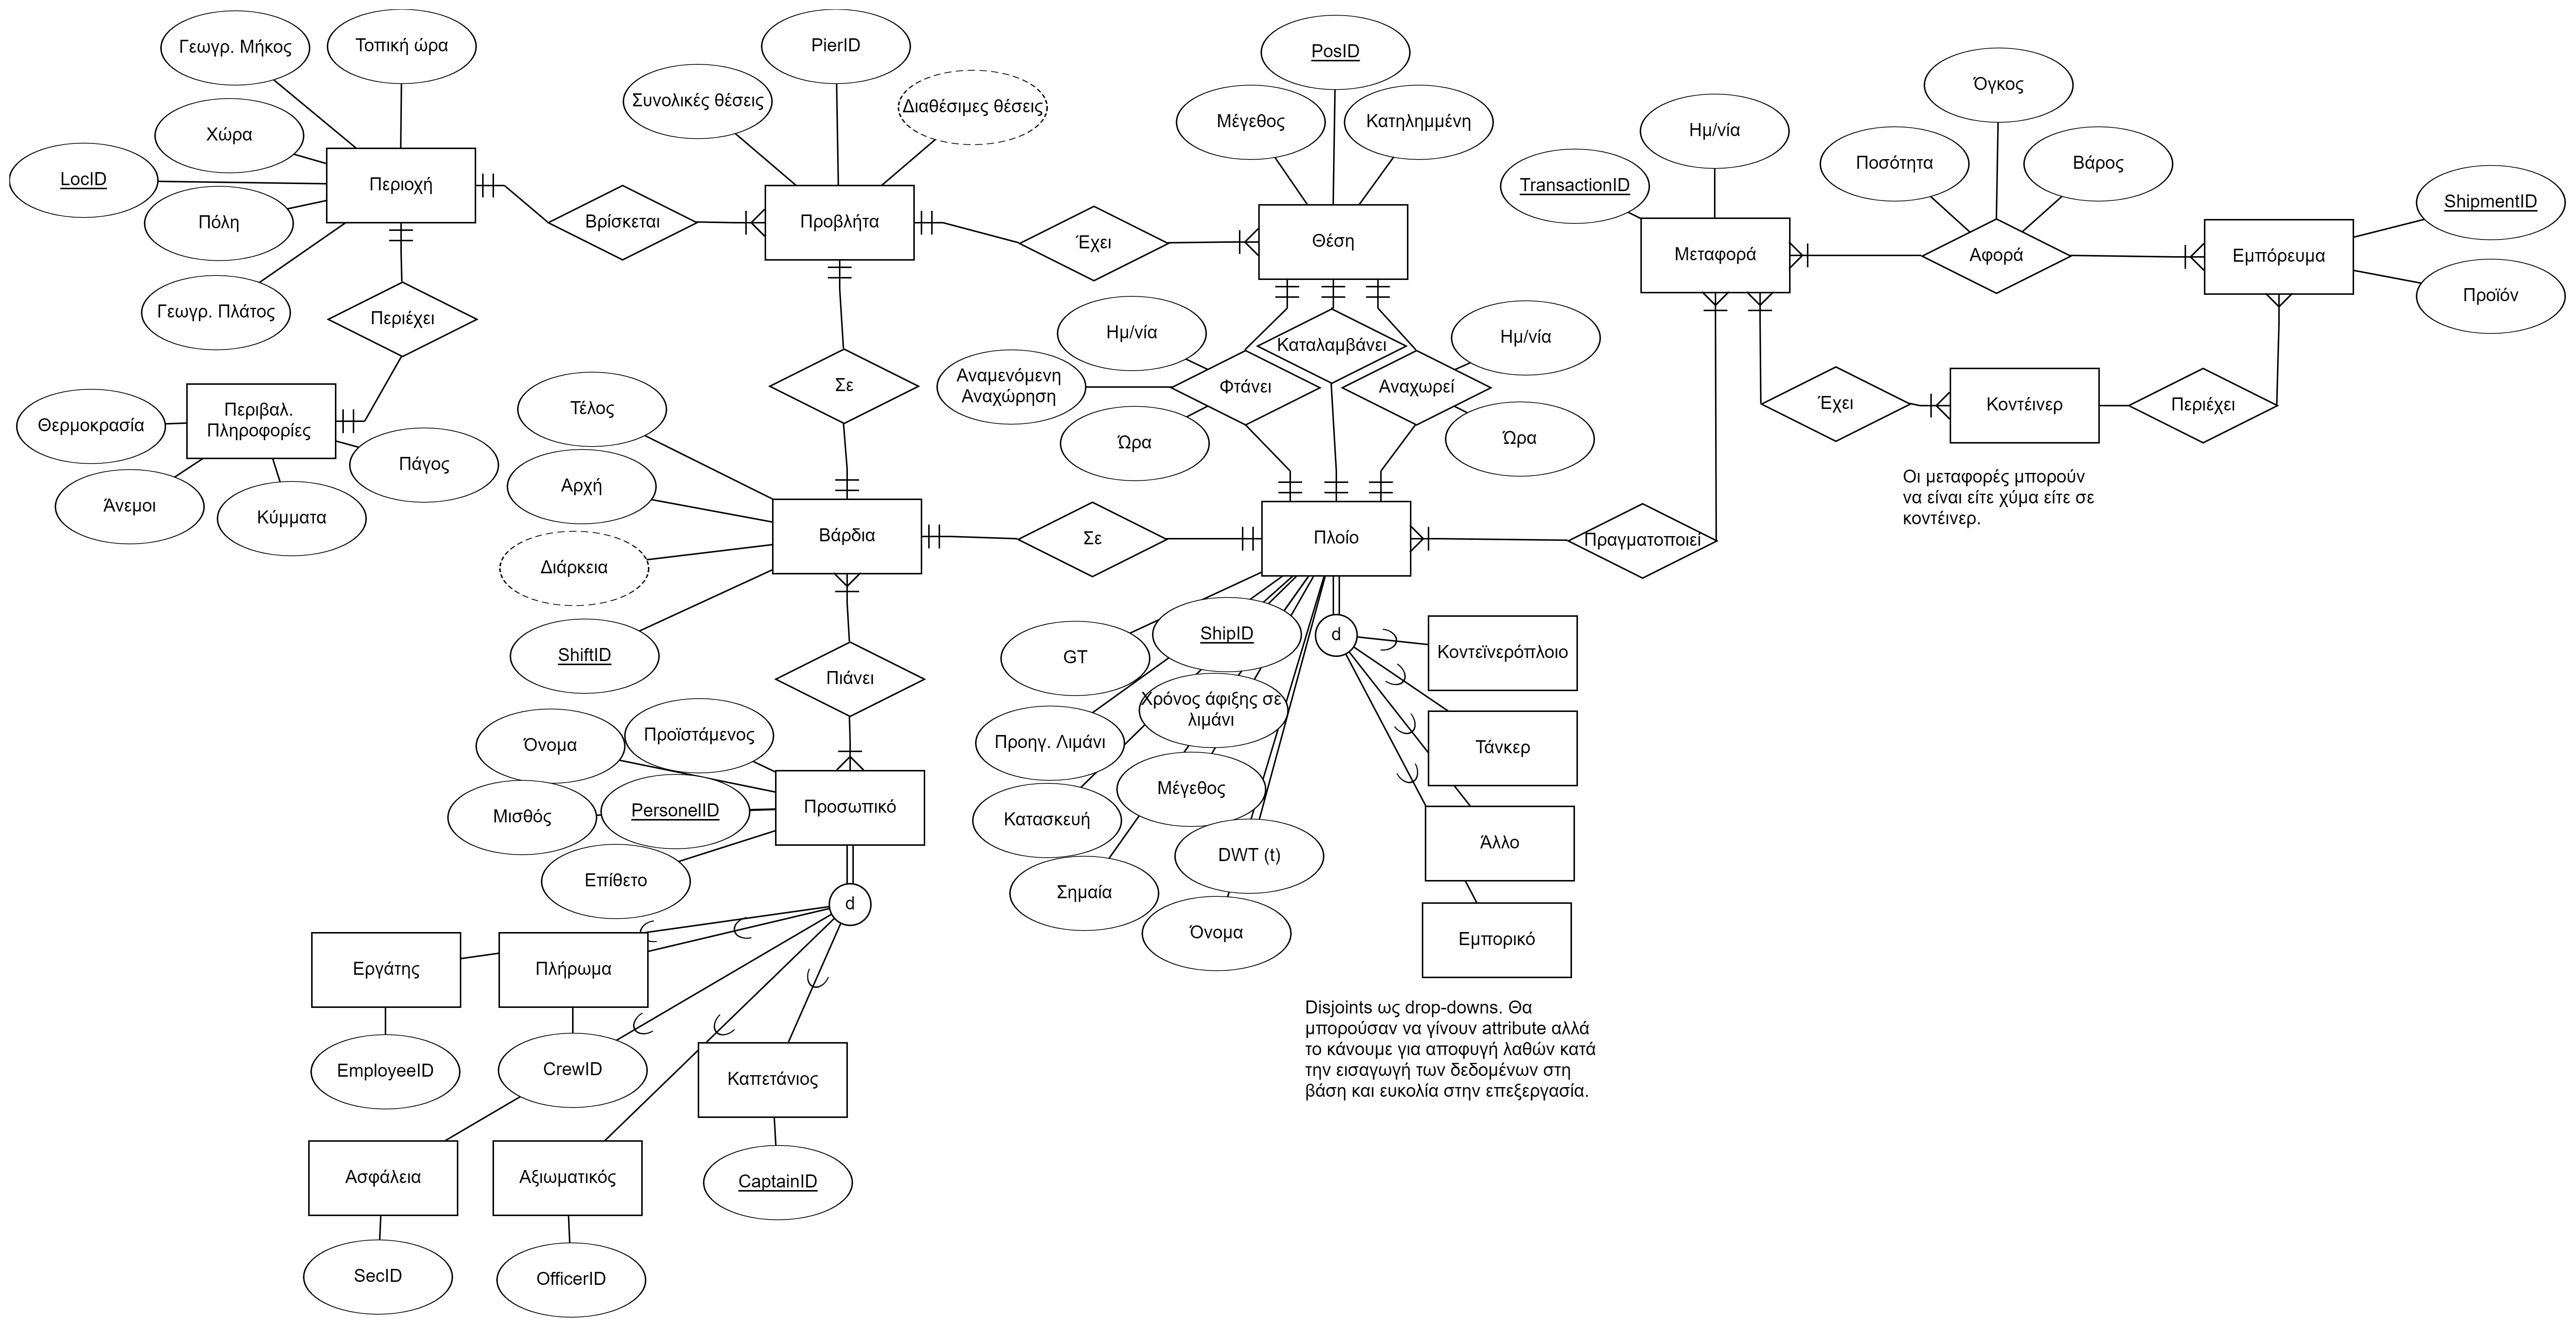 Γεωγρ. Μήκος
Τοπική ώρα
Χώρα
LocID
Πόλη
Γεωγρ. Πλάτος
Περιοχή
Βρίσκεται
Συνολικές θέσεις
PierID
Διαθέσιμες θέσεις
Προβλήτα
Έχει
PosID
Μέγεθος
Κατηλημμένη
Θέση
TransactionID
Ημ/νία
Μεταφορά
Ποσότητα
Όγκος
Βάρος
Αφορά
Εμπόρευμα
ShipmentID
Προϊόν
Περιέχει
Περιβαλ.
Πληροφορίες
Θερμοκρασία
Άνεμοι
Κύμματα
Πάγος
Σε
Ημ/νία
Αναμενόμενη
Αναχώρηση
Ώρα
Φτάνει
Καταλαμβάνει
Αναχωρεί
Ημ/νία
Ώρα
Έχει
Κοντέινερ
Περιέχει
Οι μεταφορές μπορούν
να είναι είτε χύμα είτε σε
κοντέινερ.
Τέλος
Αρχή
Διάρκεια
ShiftID
Βάρδια
Σε
Πλοίο
Πραγματοποιεί
Πιάνει
GT
ShipID
Προηγ. Λιμάνι
Χρόνος άφιξης σε
λιμάνι
Κατασκευή
Μέγεθος
Σημαία
DWT (t)
Όνομα
d
Κοντεϊνερόπλοιο
Τάνκερ
Άλλο
Εμπορικό
Disjoints ως drop-downs. Θα
μπορούσαν να γίνουν attribute αλλά
το κάνουμε για αποφυγή λαθών κατά
την εισαγωγή των δεδομένων στη
βάση και ευκολία στην επεξεργασία.
Όνομα
Προϊστάμενος
Μισθός
PersonelID
Επίθετο
Προσωπικό
d
Εργάτης
Πλήρωμα
EmployeeID
CrewID
Καπετάνιος
Ασφάλεια
Αξιωματικός
CaptainID
SecID
OfficerID